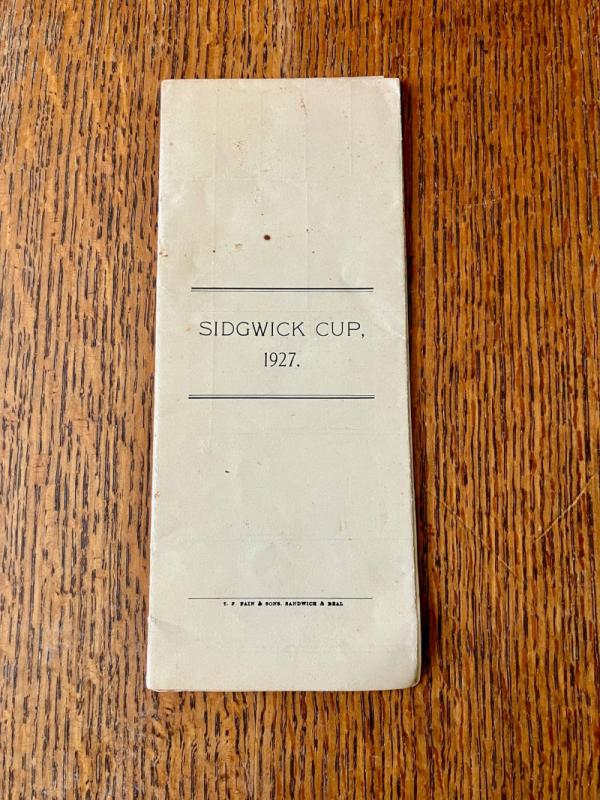 SIDGWICK CUP,
1927.
T. F. PAIN & SONS, SANDWICH & DEAL